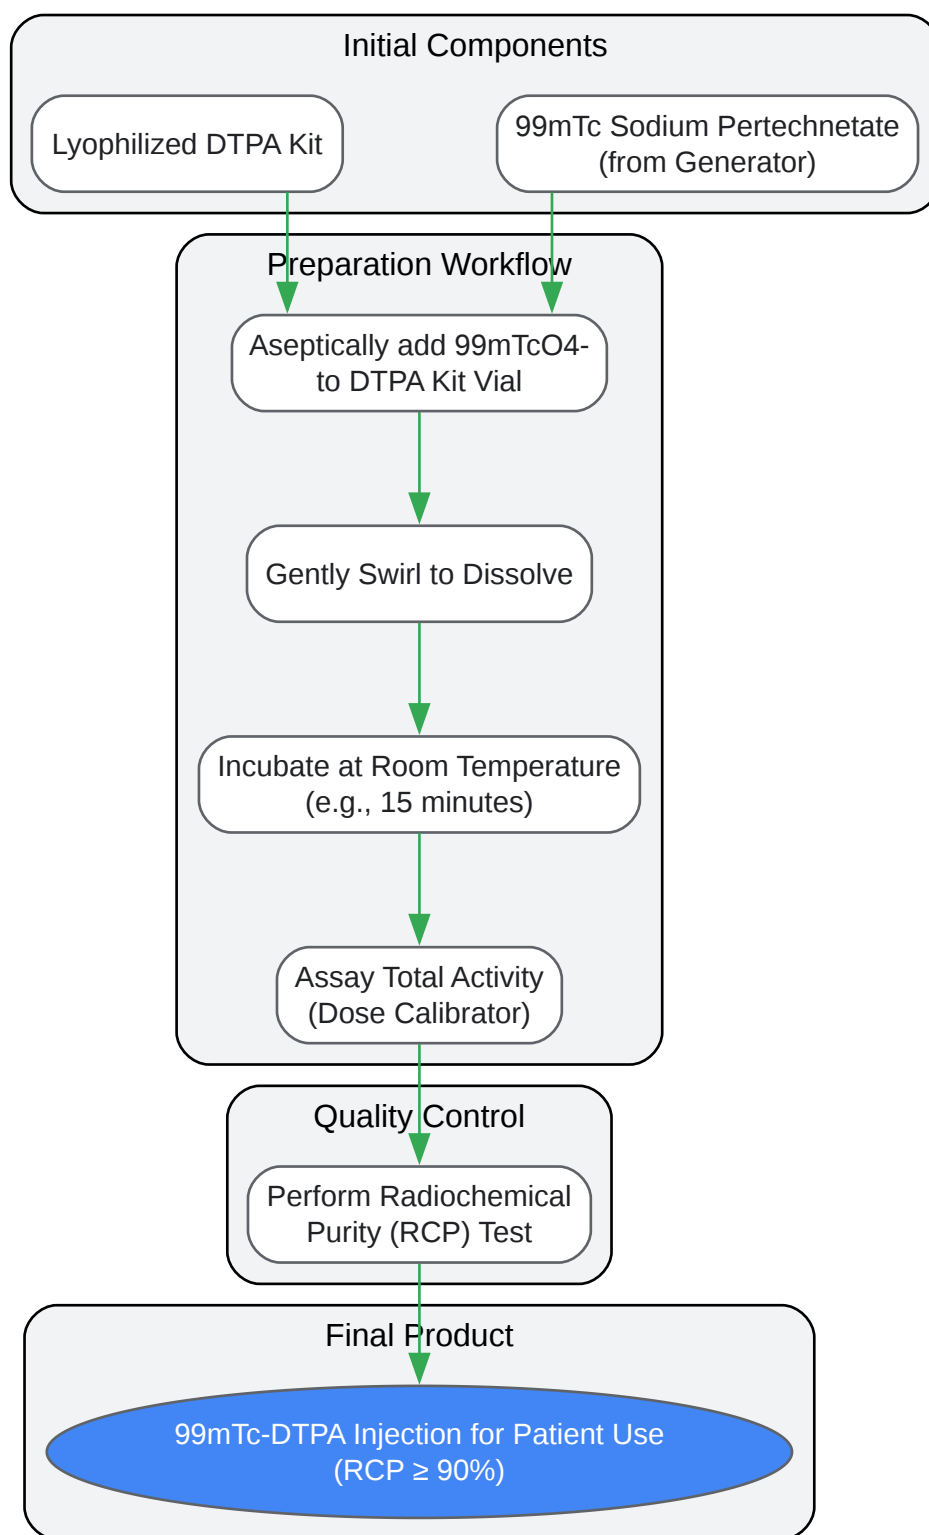 Initial Components
Lyophilized DTPA Kit
99mTc Sodium Pertechnetate
(from Generator)
Preparation Workflow
Aseptically add 99mTcO4-
to DTPA Kit Vial
Gently Swirl to Dissolve
Incubate at Room Temperature
(e.g., 15 minutes)
Assay Total Activity
(Dose Calibrator)
Quality Control
Perform Radiochemical
Purity (RCP) Test
Final Product
99mTc-DTPA Injection for Patient Use
(RCP ≥ 90%)